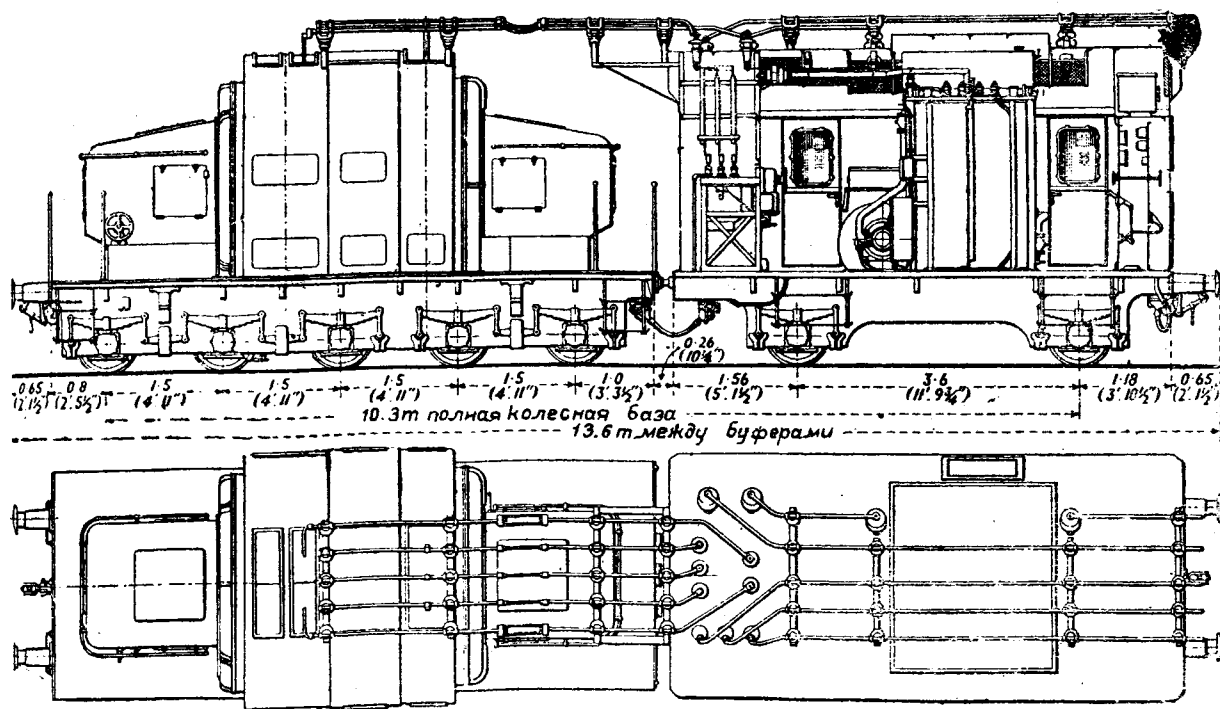 0·65 0·8 1·5 1·5 1·5 1·5 1·0 0·26 1·56 3·6 1·18 0·65
(2'.1½") (2'.5½") (4'.11") (4'.11") (4'.11") (4'.11") (3'.3½") (10¼") (5'.1½") (11'.9¾") (3'.10½") (2'.1½")
10.3m полная колесная база
13.6m между буферами